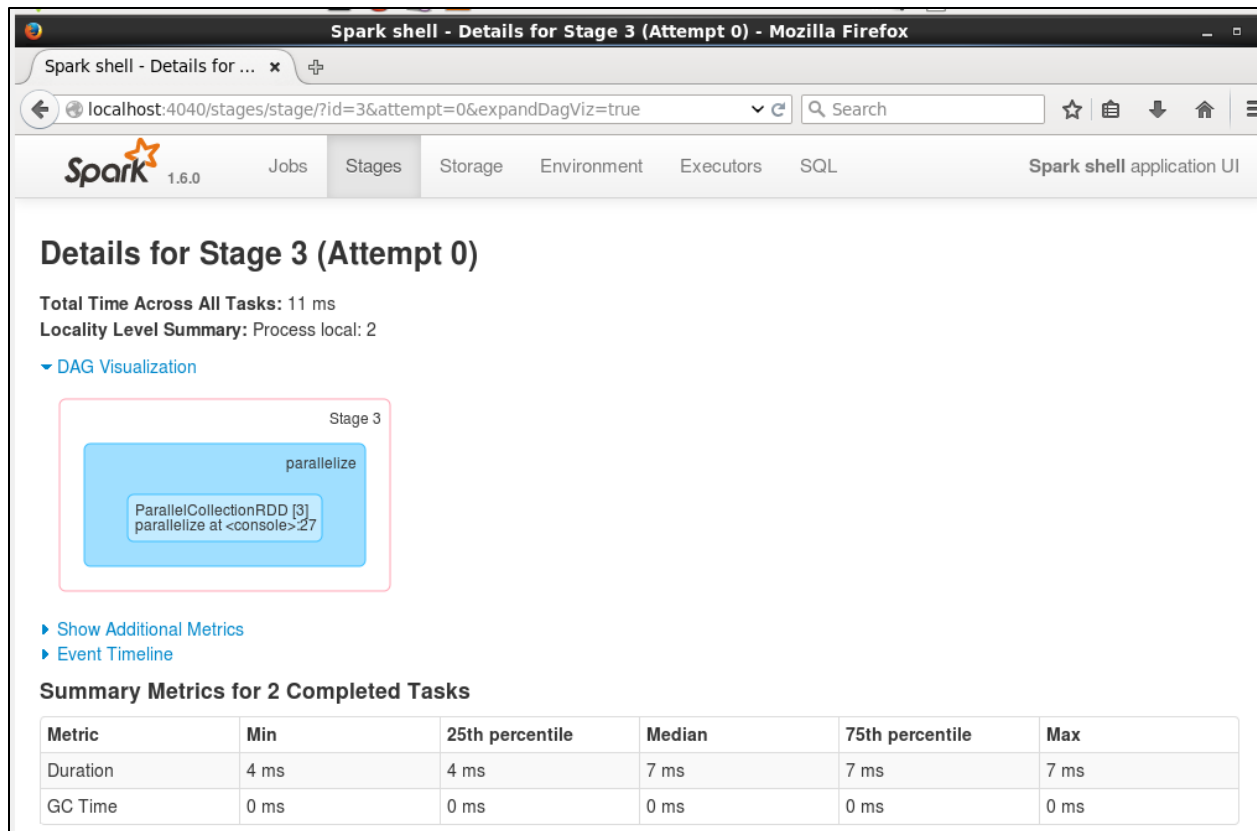 Spark shell - Details for Stage 3 (Attempt 0) - Mozilla Firefox
Spark shell - Details for ...
localhost:4040/stages/stage/?id=3&attempt=0&expandDagViz=true Search
Spark 1.6.0 Jobs Stages Storage Environment Executors SQL Spark shell application UI
Details for Stage 3 (Attempt 0)
Total Time Across All Tasks: 11 ms
Locality Level Summary: Process local: 2
DAG Visualization
Stage 3
parallelize
ParallelCollectionRDD [3]
parallelize at <console>:27
Show Additional Metrics
Event Timeline
Summary Metrics for 2 Completed Tasks
Metric Min 25th percentile Median 75th percentile Max
Duration 4 ms 4 ms 7 ms 7 ms 7 ms
GC Time 0 ms 0 ms 0 ms 0 ms 0 ms